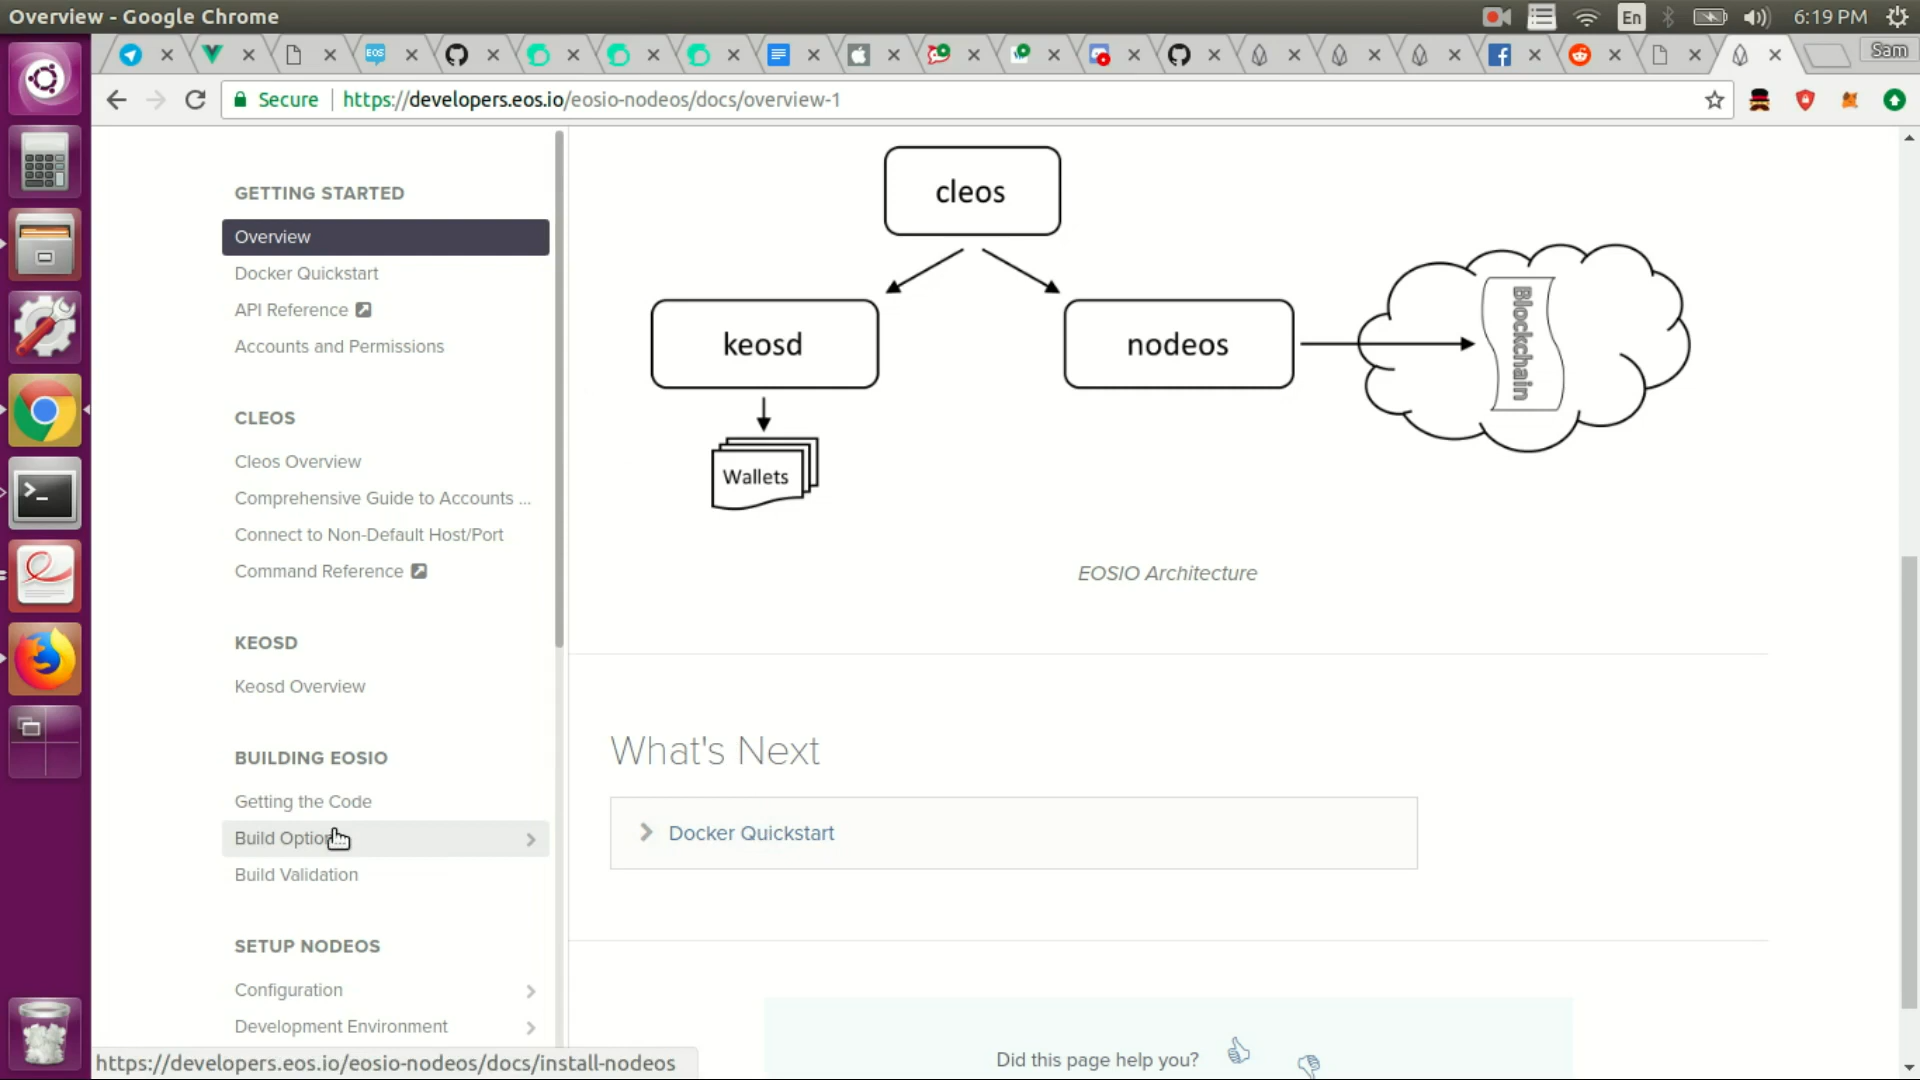 Overview - Google Chrome
En
6:19 PM
EOS
Sam
Secure
https://developers.eos.io/eosio-nodeos/docs/overview-1
GETTING STARTED
Overview
Docker Quickstart
API Reference
Accounts and Permissions
CLEOS
Cleos Overview
Comprehensive Guide to Accounts ...
Connect to Non-Default Host/Port
Command Reference
KEOSD
Keosd Overview
BUILDING EOSIO
Getting the Code
Build Option
Build Validation
SETUP NODEOS
Configuration
Development Environment
https://developers.eos.io/eosio-nodeos/docs/install-nodeos
cleos
keosd
nodeos
Blockchain
Wallets
EOSIO Architecture
What's Next
Docker Quickstart
Did this page help you?